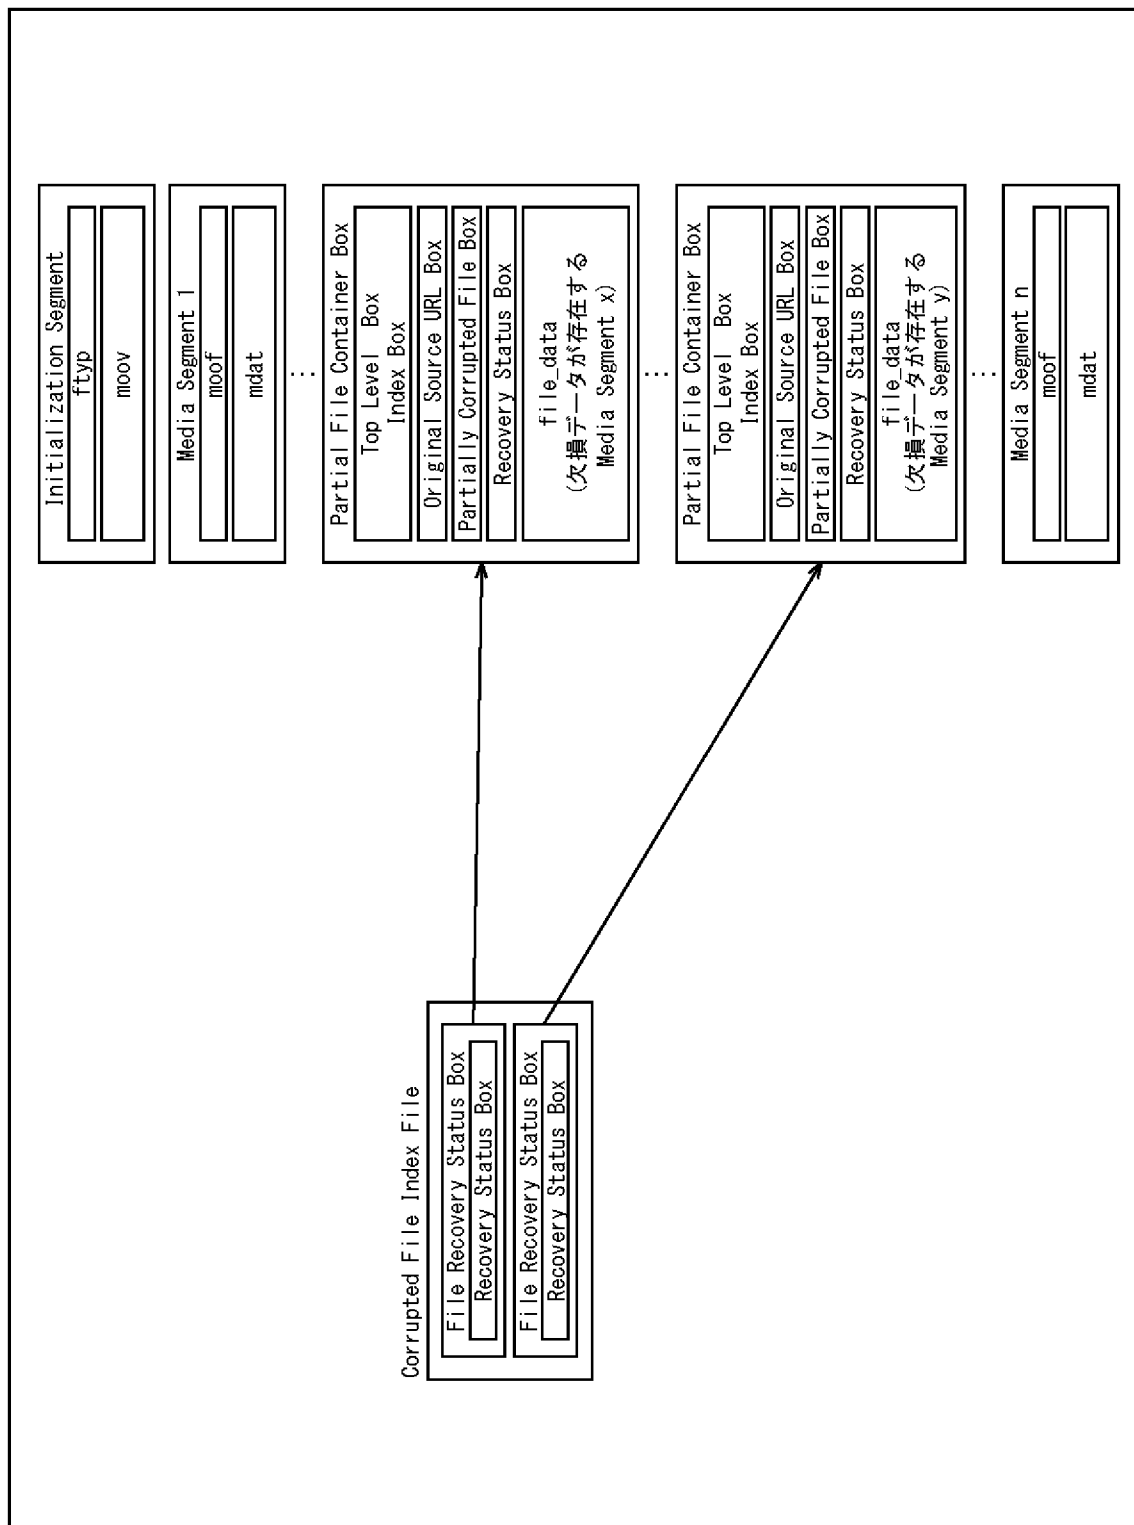 Corrupted File Index File
File Recovery Status Box
Recovery Status Box
File Recovery Status Box
Recovery Status Box
Initialization Segment
ftyp
moov
Media Segment 1
moof
mdat
...
Partial File Container Box
Top Level Box
Index Box
Original Source URL Box
Partially Corrupted File Box
Recovery Status Box
file_data
(欠損データが存在する
Media Segment x)
...
Partial File Container Box
Top Level Box
Index Box
Original Source URL Box
Partially Corrupted File Box
Recovery Status Box
file_data
(欠損データが存在する
Media Segment y)
...
Media Segment n
moof
mdat